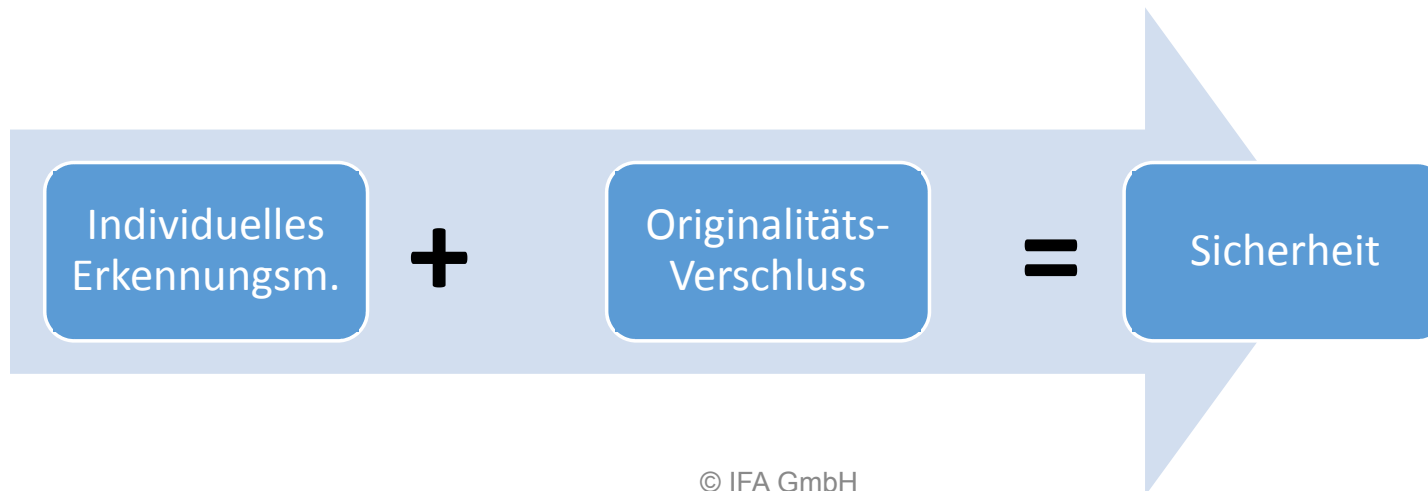 Individuelles
Erkennungsm.
+
Originalitäts-
Verschluss
=
Sicherheit
© IFA GmbH